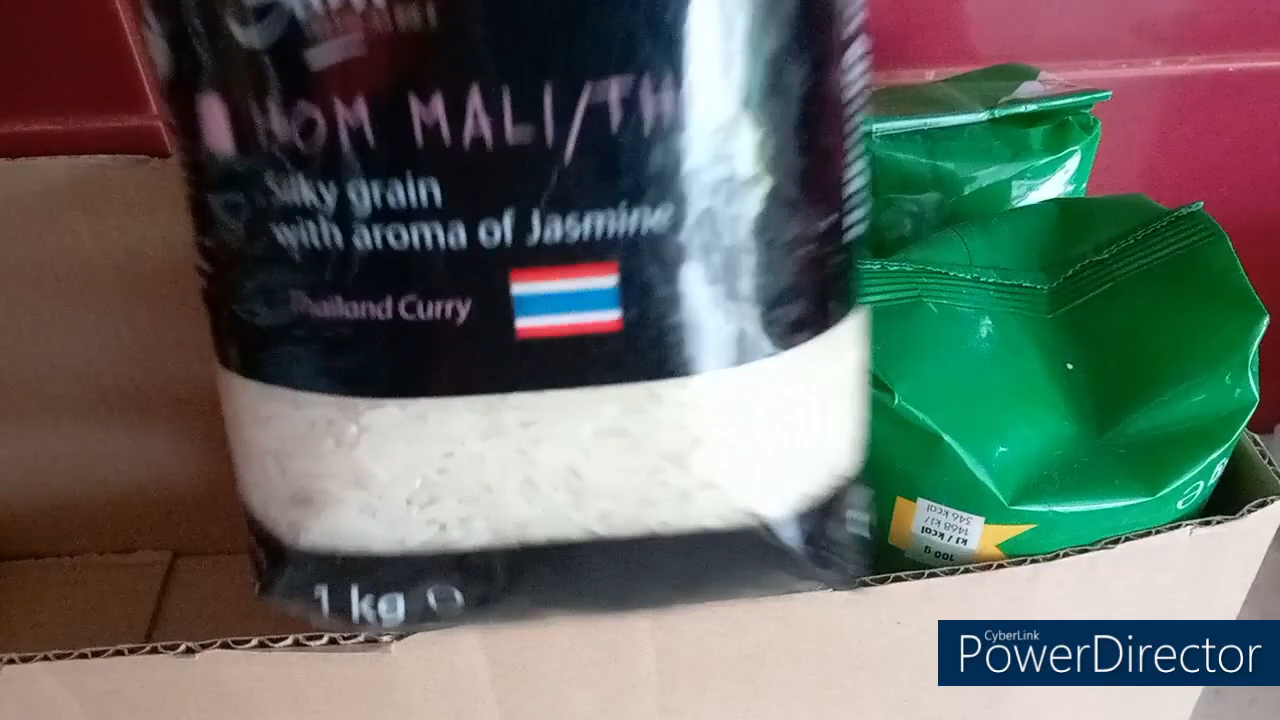 HOM MALI/TH
Silky grain
with aroma of Jasmine
Thailand Curry
1 kg ℮
100 g
kJ / kcal
1468 kJ/
346 kcal
CyberLink
PowerDirector